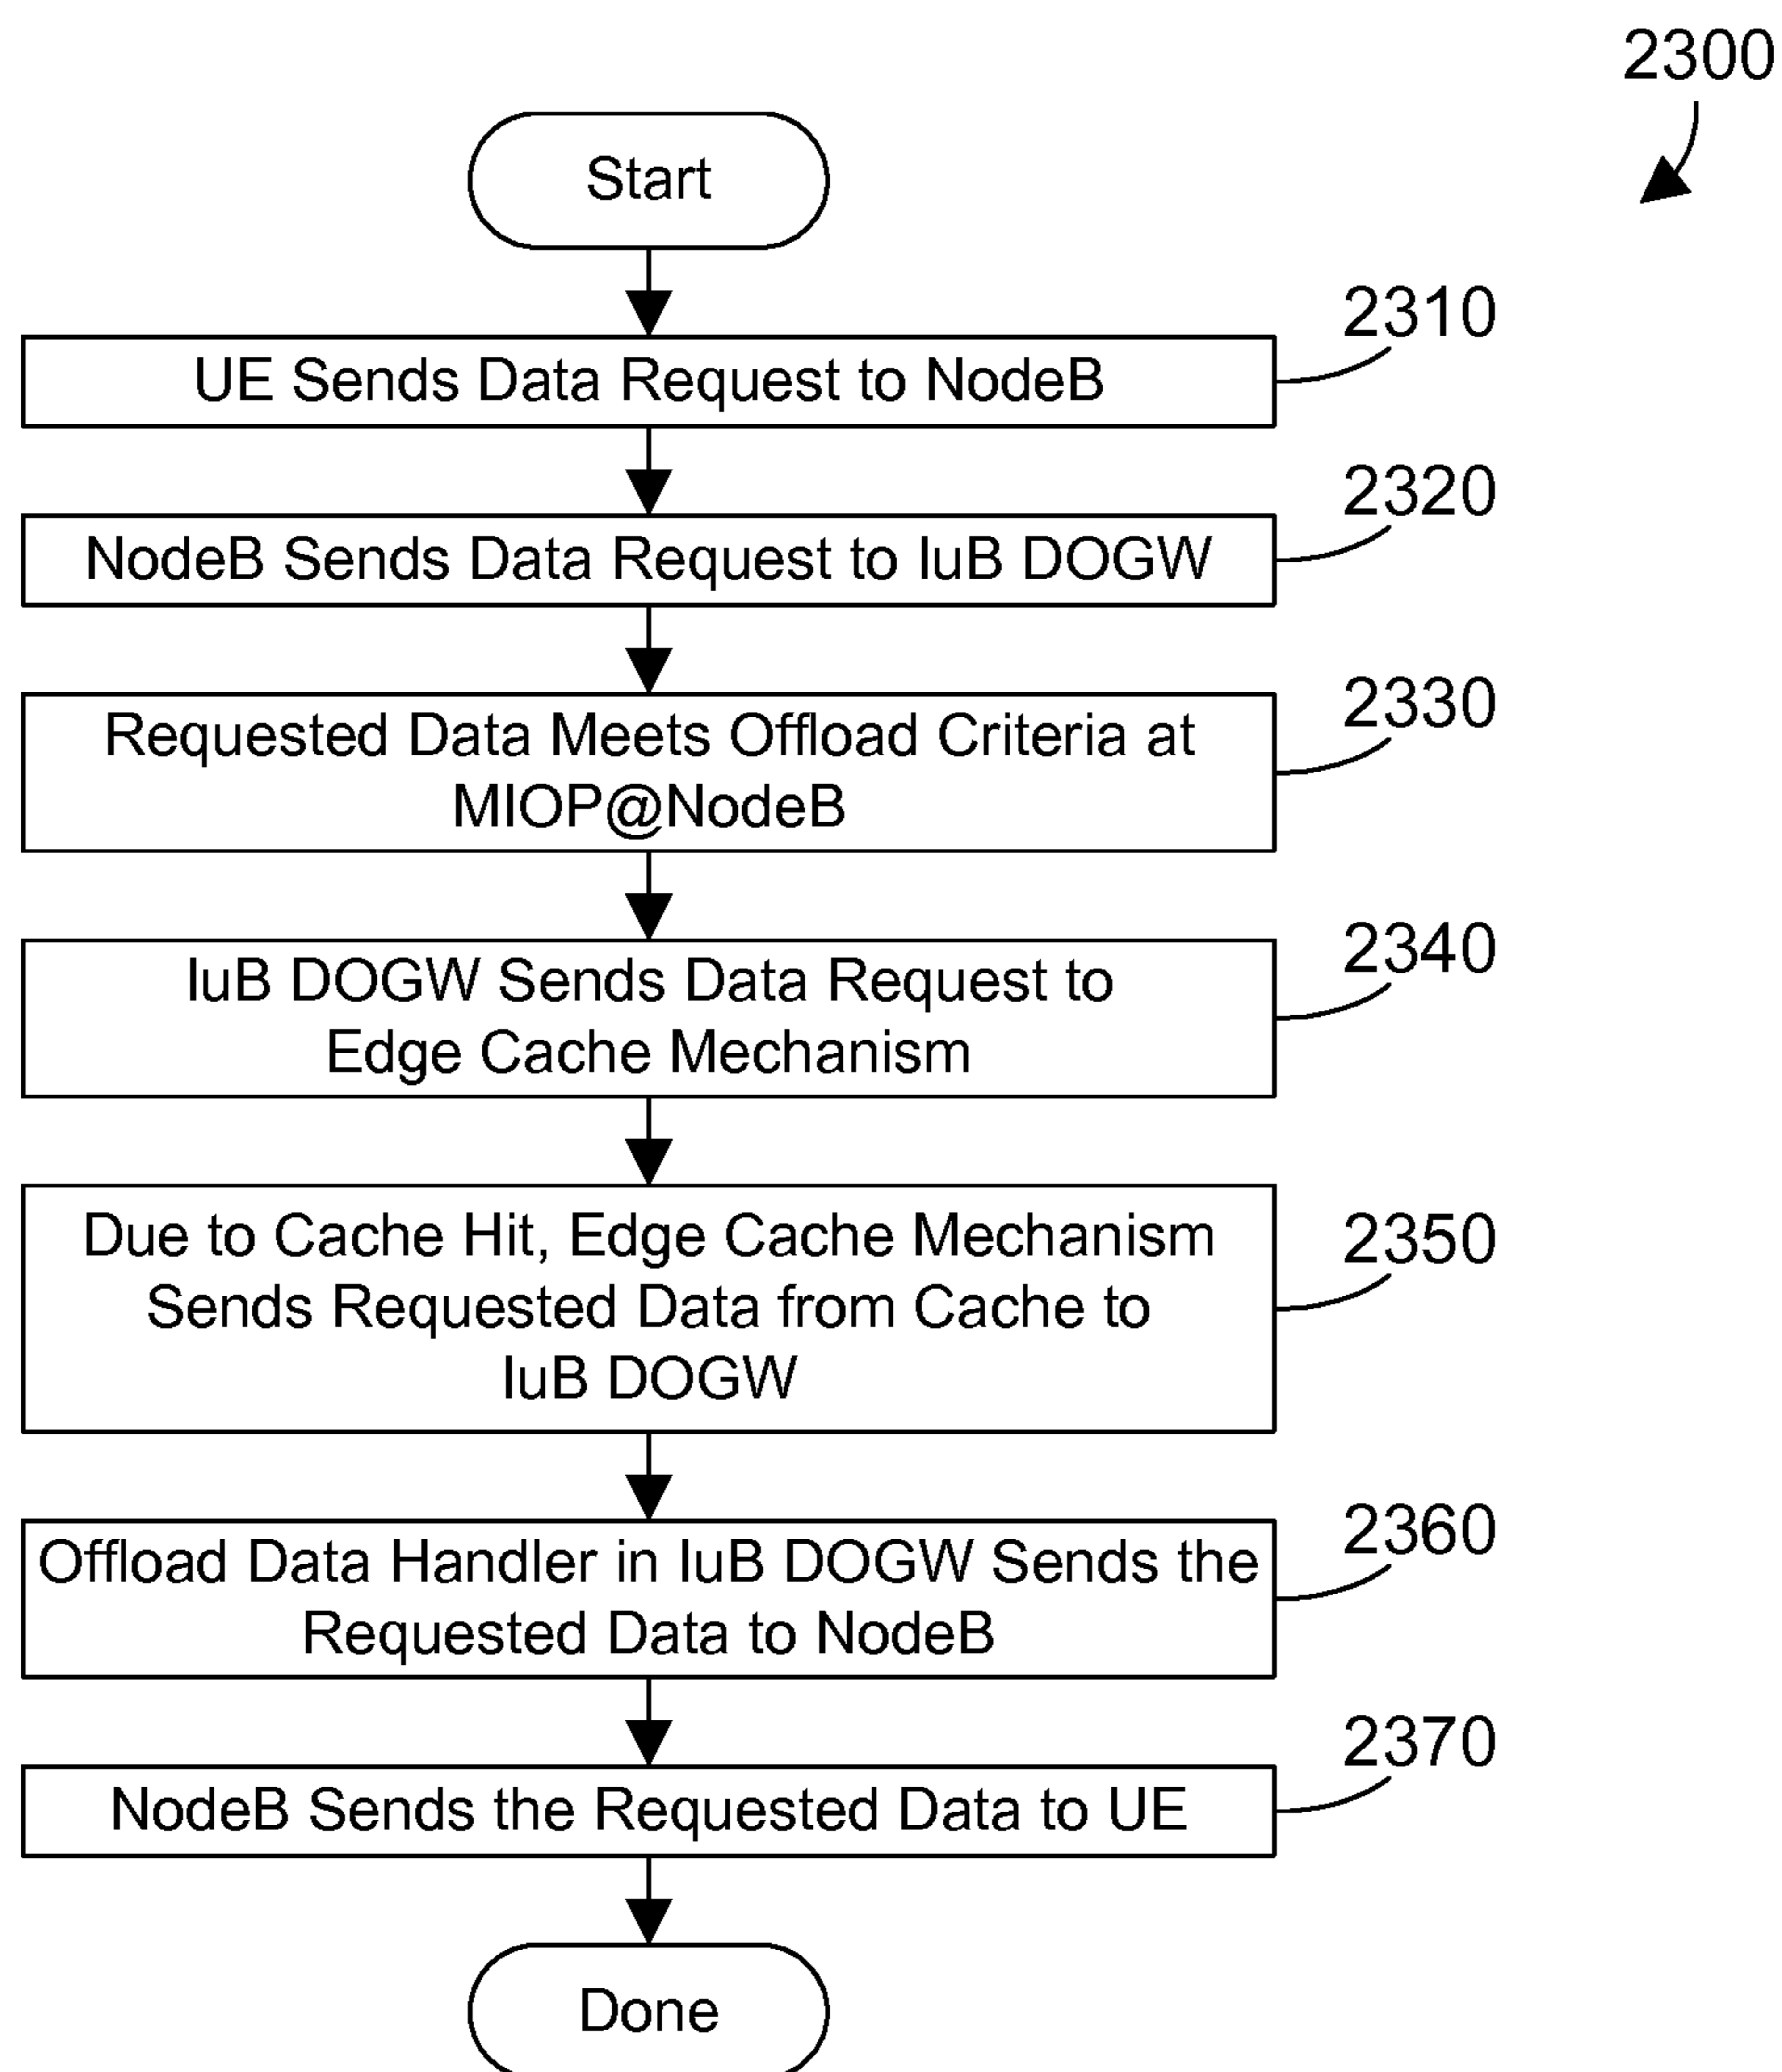 2300
Start
2310
UE Sends Data Request to NodeB
2320
NodeB Sends Data Request to IuB DOGW
2330
Requested Data Meets Offload Criteria at
MIOP@NodeB
2340
IuB DOGW Sends Data Request to
Edge Cache Mechanism
2350
Due to Cache Hit, Edge Cache Mechanism
Sends Requested Data from Cache to
IuB DOGW
2360
Offload Data Handler in IuB DOGW Sends the
Requested Data to NodeB
2370
NodeB Sends the Requested Data to UE
Done